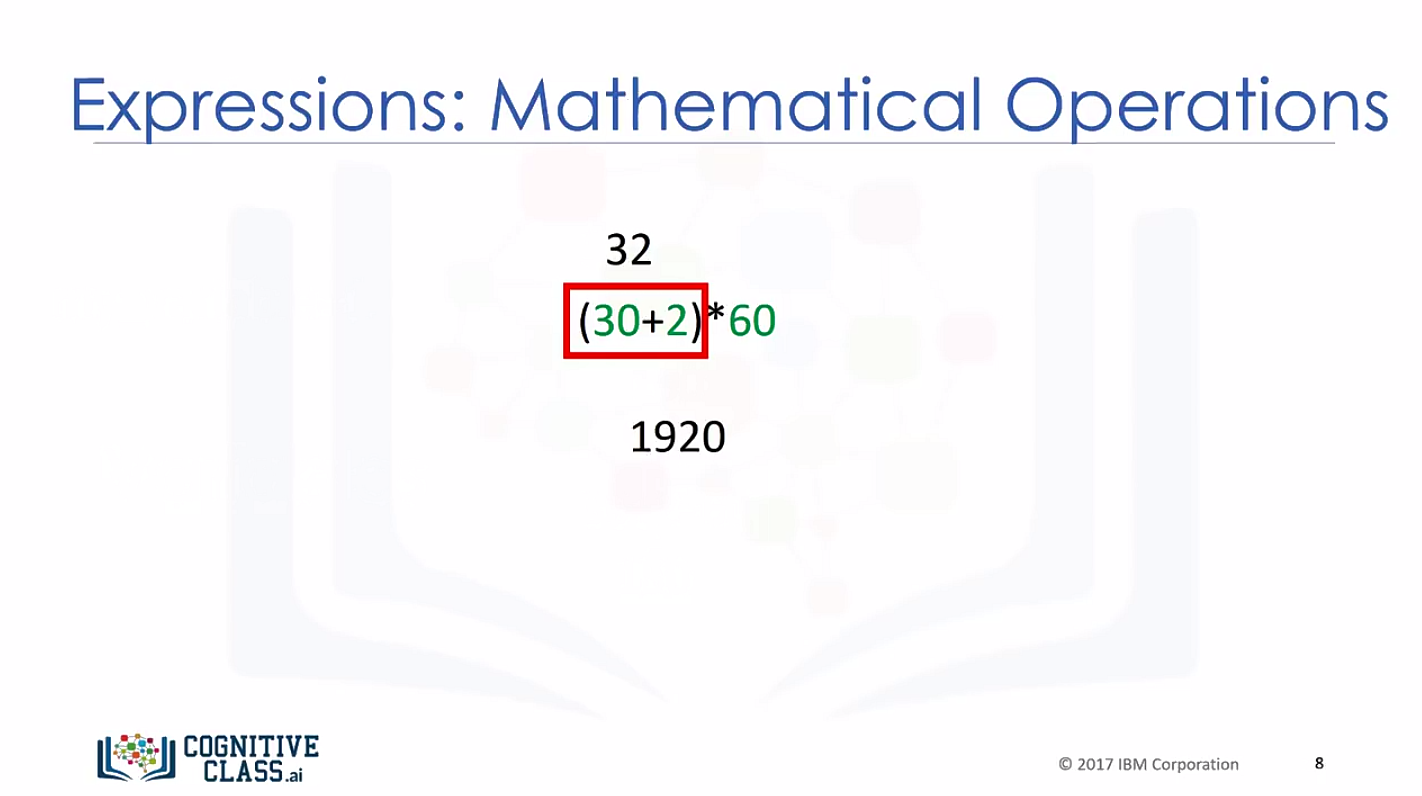 Expressions: Mathematical Operations
32
(30+2)*60
1920
COGNITIVE
CLASS.ai
© 2017 IBM Corporation
8